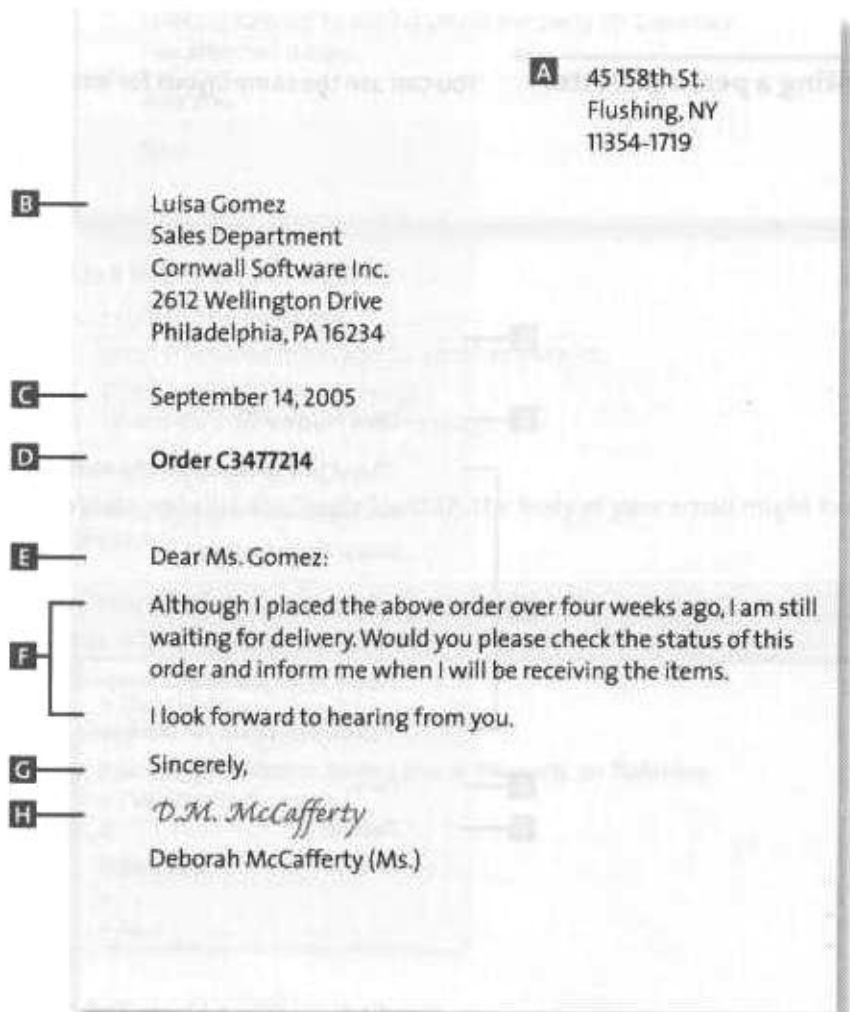 A 45 158th St.
Flushing, NY
11354-1719
B Luisa Gomez
Sales Department
Cornwall Software Inc.
2612 Wellington Drive
Philadelphia, PA 16234
C September 14, 2005
D Order C3477214
E Dear Ms. Gomez:
Although I placed the above order over four weeks ago, I am still
F waiting for delivery. Would you please check the status of this
order and inform me when I will be receiving the items.
I look forward to hearing from you.
G Sincerely,
H D.M. McCafferty
Deborah McCafferty (Ms.)